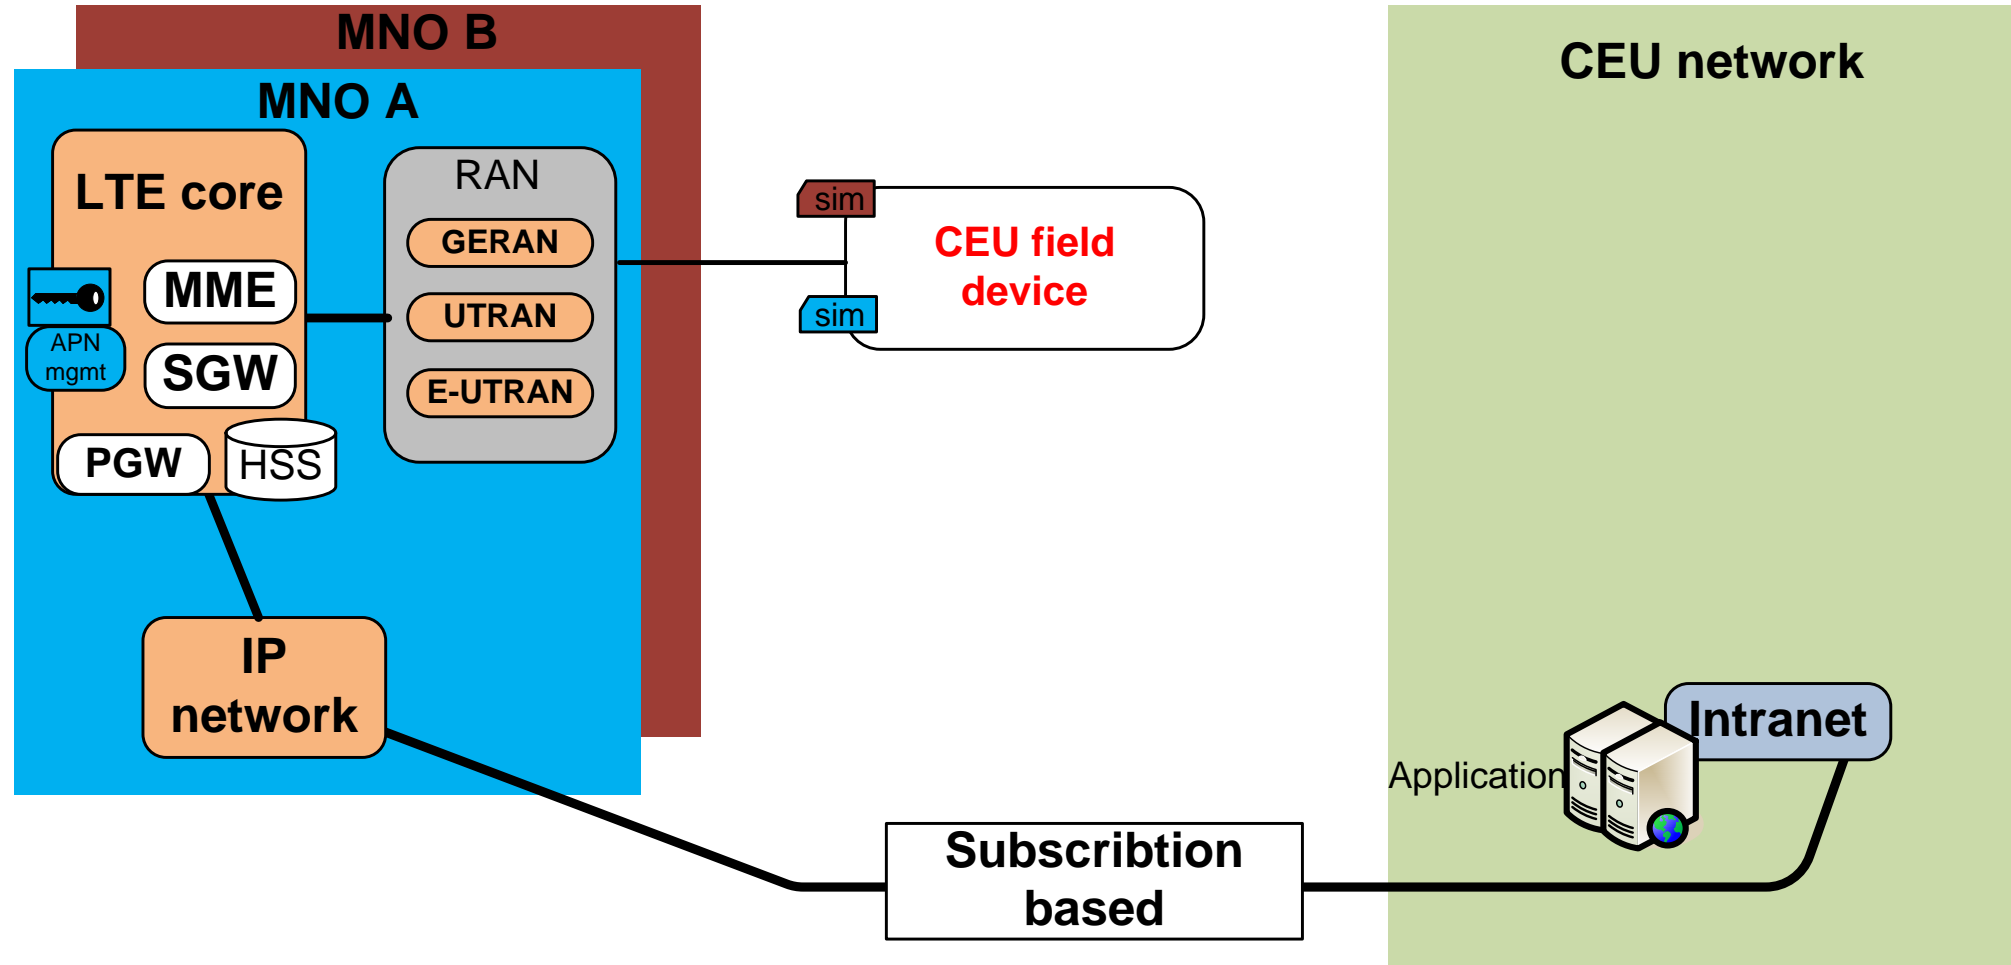 MNO B
MNO A
CEU network
LTE core
RAN
GERAN
UTRAN
E-UTRAN
MME
SGW
APN
mgmt
PGW
HSS
sim
sim
CEU field
device
IP
network
Intranet
Application
Subscribtion
based